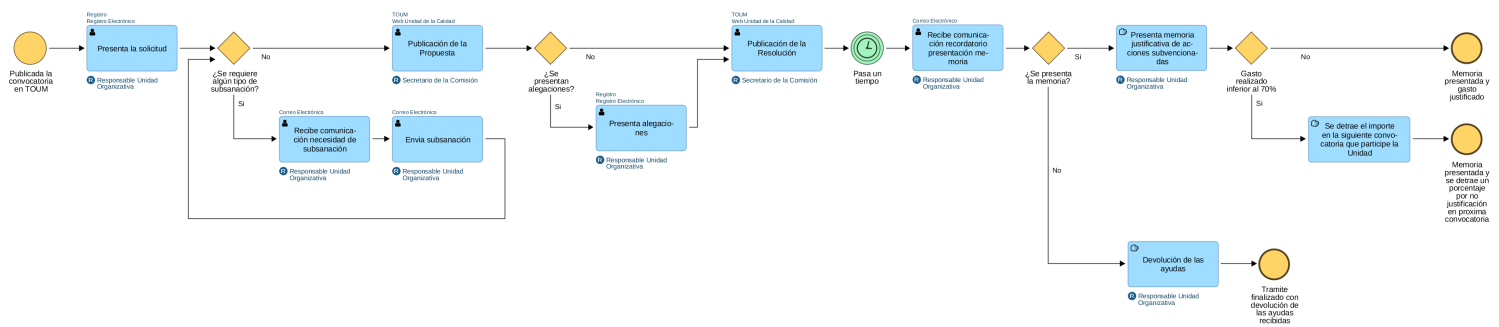 Publicada la
convocatoria
en TOUM
Registro
Registro Electrónico
Presenta la solicitud
R Responsable Unidad
Organizativa
¿Se requiere
algún tipo de
subsanación?
No
Si
Correo Electrónico
Recibe comunica-
ción necesidad de
subsanación
R Responsable Unidad
Organizativa
Correo Electrónico
Envia subsanación
R Responsable Unidad
Organizativa
TOUM
Web Unidad de la Calidad
Publicación de la
Propuesta
R Secretario de la Comisión
¿Se
presentan
alegaciones?
No
Si
Registro
Registro Electrónico
Presenta alegacio-
nes
R Responsable Unidad
Organizativa
TOUM
Web Unidad de la Calidad
Publicación de la
Resolución
R Secretario de la Comisión
Pasa un
tiempo
Correo Electrónico
Recibe comunica-
ción recordatorio
presentación me-
moria
R Responsable Unidad
Organizativa
¿Se presenta
la memoria?
Si
No
Presenta memoria
justificativa de ac-
ciones subvenciona-
das
R Responsable Unidad
Organizativa
Gasto
realizado
inferior al 70%
No
Si
Memoria
presentada y
gasto
justificado
Se detrae el importe
en la siguiente convo-
catoria que participe la
Unidad
R Responsable Unidad
Organizativa
Memoria
presentada y
se detrae un
porcentaje
por no
justificación
en proxima
convocatoria
Devolución de las
ayudas
R Responsable Unidad
Organizativa
Tramite
finalizado con
devolución de
las ayudas
recibidas